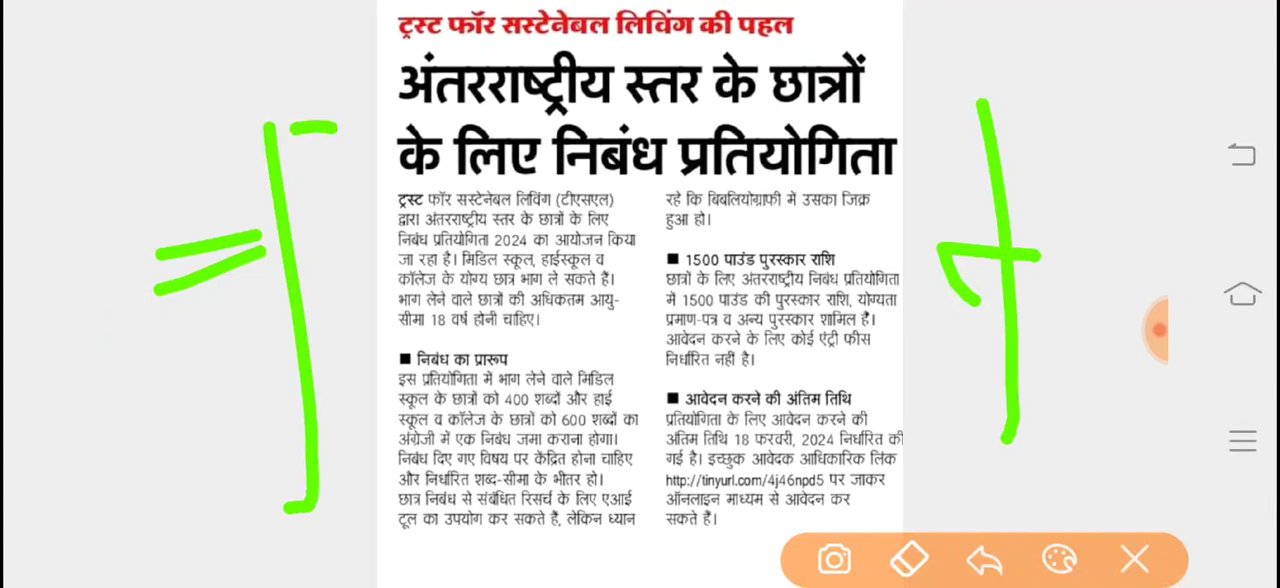 ट्रस्ट फॉर सस्टेनेबल लिविंग की पहल
अंतरराष्ट्रीय स्तर के छात्रों
के लिए निबंध प्रतियोगिता
ट्रस्ट फॉर सस्टेनेबल लिविंग (टीएसएल)
द्वारा अंतरराष्ट्रीय स्तर के छात्रों के लिए
निबंध प्रतियोगिता 2024 का आयोजन किया
जा रहा है। मिडिल स्कूल, हाईस्कूल व
कॉलेज के योग्य छात्र भाग ले सकते हैं।
भाग लेने वाले छात्रों की अधिकतम आयु-
सीमा 18 वर्ष होनी चाहिए।
■ निबंध का प्रारूप
इस प्रतियोगिता में भाग लेने वाले मिडिल
स्कूल के छात्रों को 400 शब्दों और हाई
स्कूल व कॉलेज के छात्रों को 600 शब्दों का
अंग्रेजी में एक निबंध जमा कराना होगा।
निबंध दिए गए विषय पर केंद्रित होना चाहिए
और निर्धारित शब्द-सीमा के भीतर हो।
छात्र निबंध से संबंधित रिसर्च के लिए एआई
टूल का उपयोग कर सकते हैं, लेकिन ध्यान
रहे कि बिबलियोग्राफी में उसका जिक्र
हुआ हो।
■ 1500 पाउंड पुरस्कार राशि
छात्रों के लिए अंतरराष्ट्रीय निबंध प्रतियोगिता
में 1500 पाउंड की पुरस्कार राशि, योग्यता
प्रमाण-पत्र व अन्य पुरस्कार शामिल हैं।
आवेदन करने के लिए कोई एंट्री फीस
निर्धारित नहीं है।
■ आवेदन करने की अंतिम तिथि
प्रतियोगिता के लिए आवेदन करने की
अंतिम तिथि 18 फरवरी, 2024 निर्धारित की
गई है। इच्छुक आवेदक आधिकारिक लिंक
http://tinyurl.com/4j46npd5 पर जाकर
ऑनलाइन माध्यम से आवेदन कर
सकते हैं।